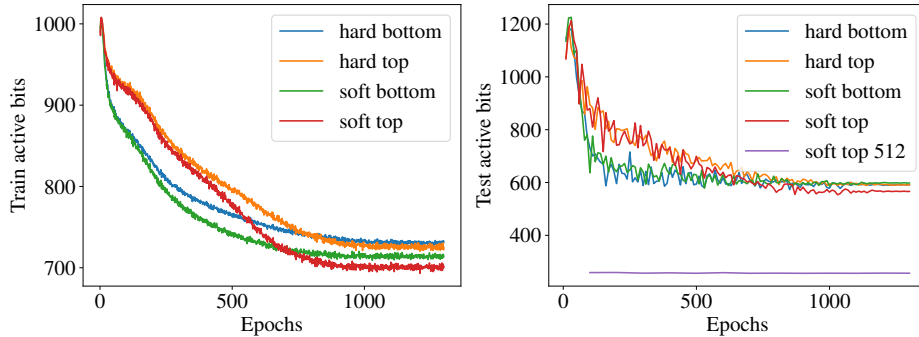 Train active bits
1000
900
800
700
0
500
1000
Epochs
hard bottom
hard top
soft bottom
soft top
Test active bits
1200
1000
800
600
400
0
500
1000
Epochs
hard bottom
hard top
soft bottom
soft top
soft top 512